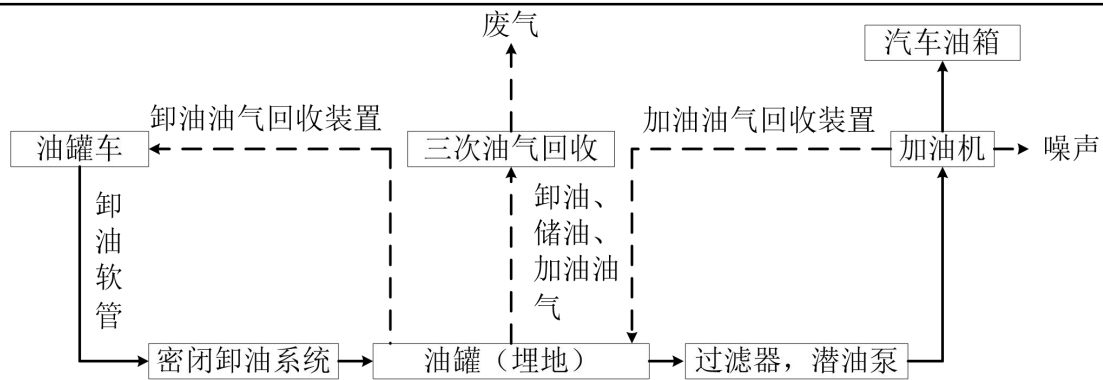 废气
汽车油箱
卸油油气回收装置
加油油气回收装置
油罐车
三次油气回收
加油机
噪声
卸油软管
卸油、
储油、
加油油
气
密闭卸油系统
油罐（埋地）
过滤器，潜油泵